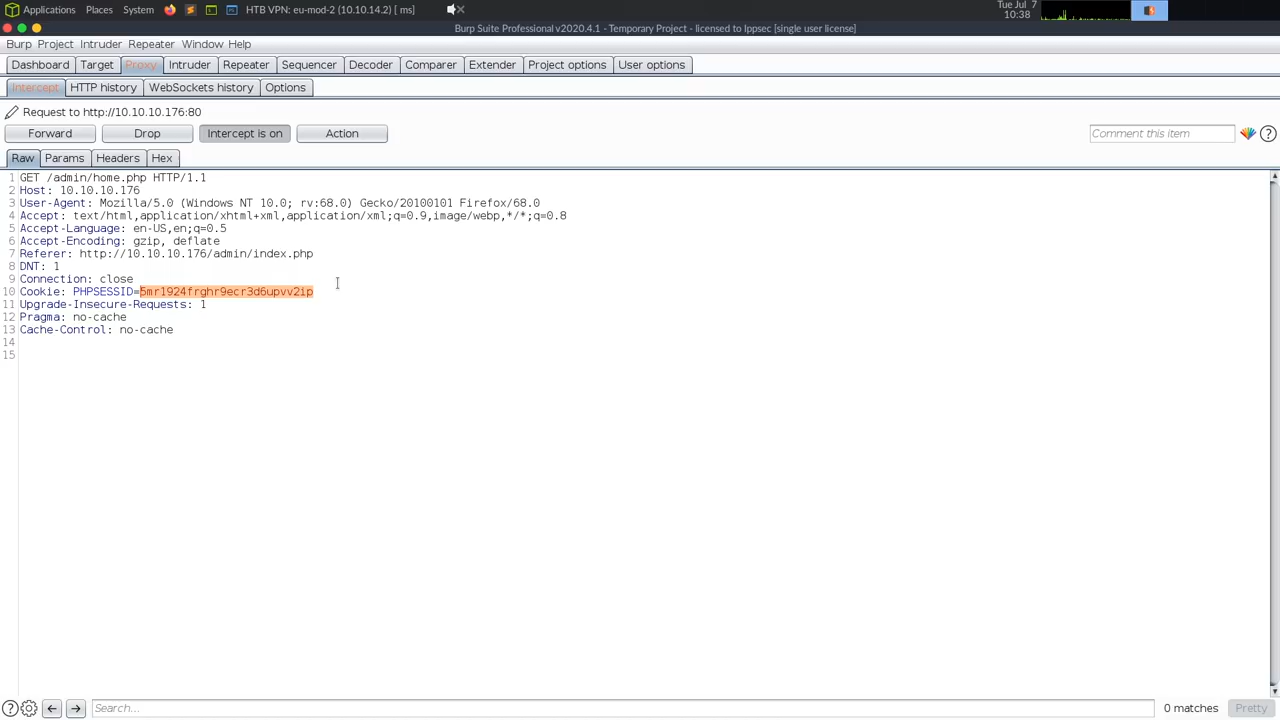 Applications Places System HTB VPN: eu-mod-2 (10.10.14.2) [ ms] Tue Jul 7
10:38
Burp Suite Professional v2020.4.1 - Temporary Project - licensed to Ippsec [single user license]
Burp Project Intruder Repeater Window Help
Dashboard Target Proxy Intruder Repeater Sequencer Decoder Comparer Extender Project options User options
Intercept HTTP history WebSockets history Options
Request to http://10.10.10.176:80
Forward Drop Intercept is on Action Comment this item ?
Raw Params Headers Hex
1 GET /admin/home.php HTTP/1.1
2 Host: 10.10.10.176
3 User-Agent: Mozilla/5.0 (Windows NT 10.0; rv:68.0) Gecko/20100101 Firefox/68.0
4 Accept: text/html,application/xhtml+xml,application/xml;q=0.9,image/webp,*/*;q=0.8
5 Accept-Language: en-US,en;q=0.5
6 Accept-Encoding: gzip, deflate
7 Referer: http://10.10.10.176/admin/index.php
8 DNT: 1
9 Connection: close
10 Cookie: PHPSESSID=5mr1924frghr9ecr3d6upvv2ip
11 Upgrade-Insecure-Requests: 1
12 Pragma: no-cache
13 Cache-Control: no-cache
14
15
? Search... 0 matches Pretty